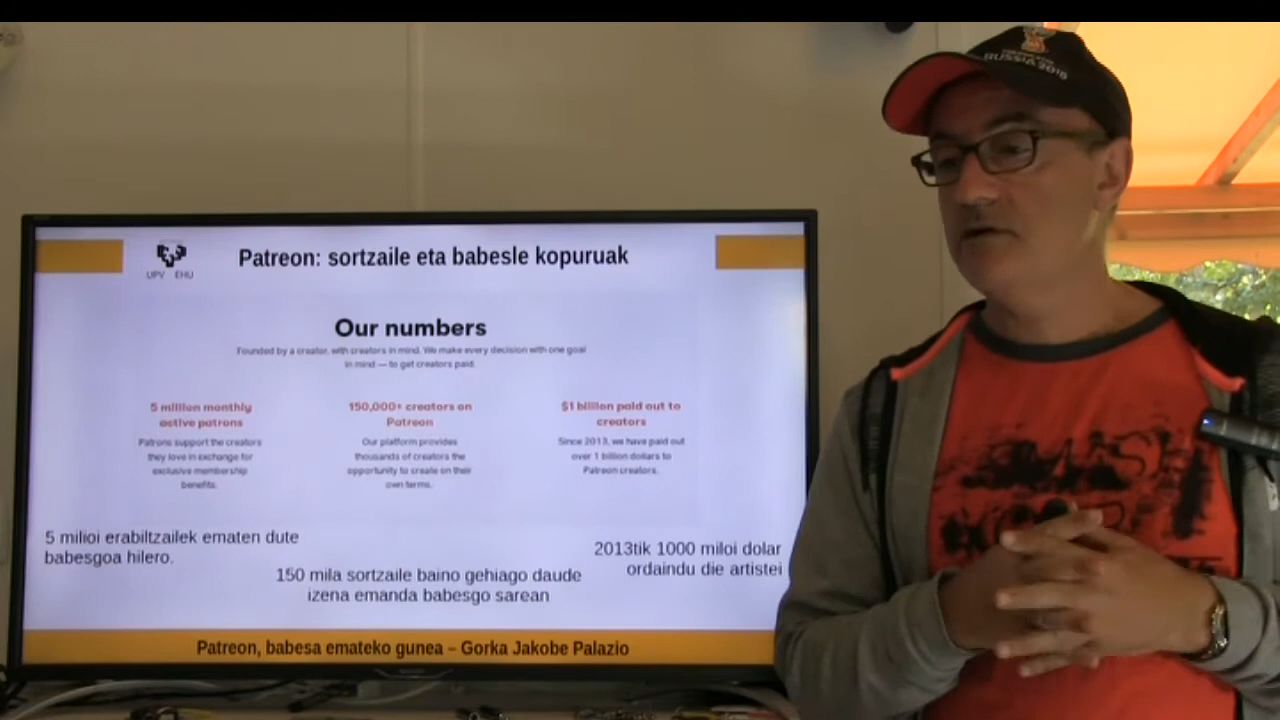 RUSSIA 2018
Patreon: sortzaile eta babesle kopuruak
UPV EHU
Our numbers
Founded by a creator, with creators in mind. We make every decision with one goal
in mind — to get creators paid.
5 million monthly
active patrons
Patrons support the creators
they love in exchange for
exclusive membership
benefits.
150,000+ creators on
Patreon
Our platform provides
thousands of creators the
opportunity to create on their
own terms.
$1 billion paid out to
creators
Since 2013, we have paid out
over 1 billion dollars to
Patreon creators.
5 milioi erabiltzailek ematen dute
babesgoa hilero.
150 mila sortzaile baino gehiago daude
izena emanda babesgo sarean
2013tik 1000 miloi dolar
ordaindu die artistei
Patreon, babesa emateko gunea – Gorka Jakobe Palazio